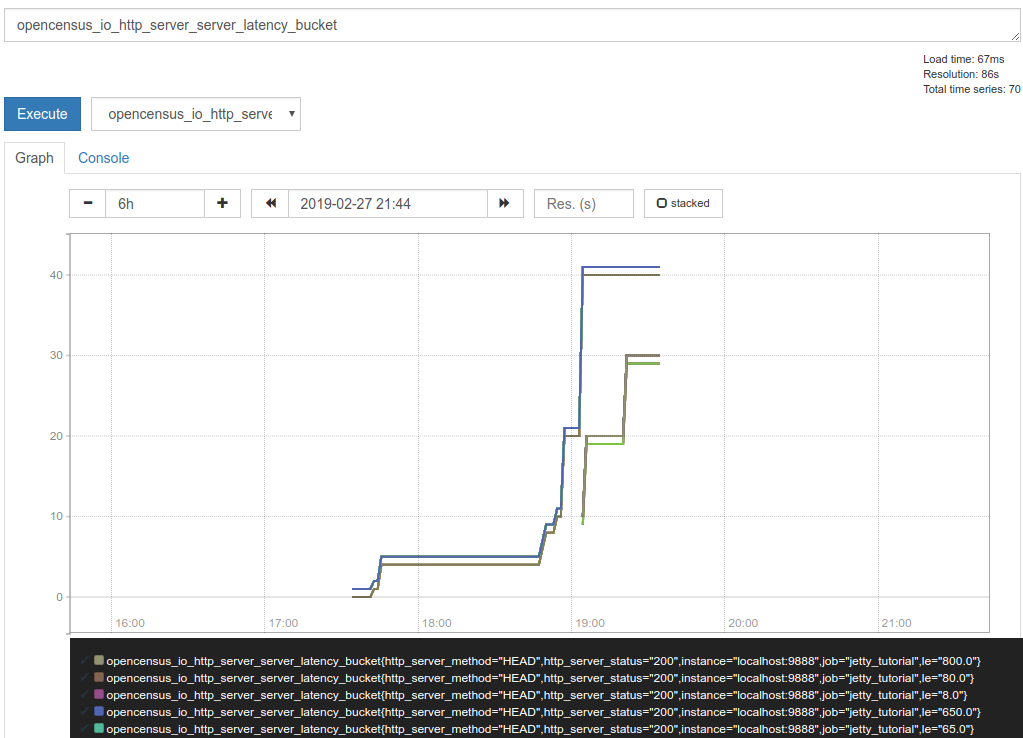 opencensus_io_http_server_server_latency_bucket
Load time: 67ms
Resolution: 86s
Total time series: 70
Execute opencensus_io_http_serve
Graph Console
6h 2019-02-27 21:44 Res. (s) stacked
40
30
20
10
0
16:00 17:00 18:00 19:00 20:00 21:00
opencensus_io_http_server_server_latency_bucket{http_server_method="HEAD",http_server_status="200",instance="localhost:9888",job="jetty_tutorial",le="800.0"}
opencensus_io_http_server_server_latency_bucket{http_server_method="HEAD",http_server_status="200",instance="localhost:9888",job="jetty_tutorial",le="80.0"}
opencensus_io_http_server_server_latency_bucket{http_server_method="HEAD",http_server_status="200",instance="localhost:9888",job="jetty_tutorial",le="8.0"}
opencensus_io_http_server_server_latency_bucket{http_server_method="HEAD",http_server_status="200",instance="localhost:9888",job="jetty_tutorial",le="650.0"}
opencensus_io_http_server_server_latency_bucket{http_server_method="HEAD",http_server_status="200",instance="localhost:9888",job="jetty_tutorial",le="65.0"}